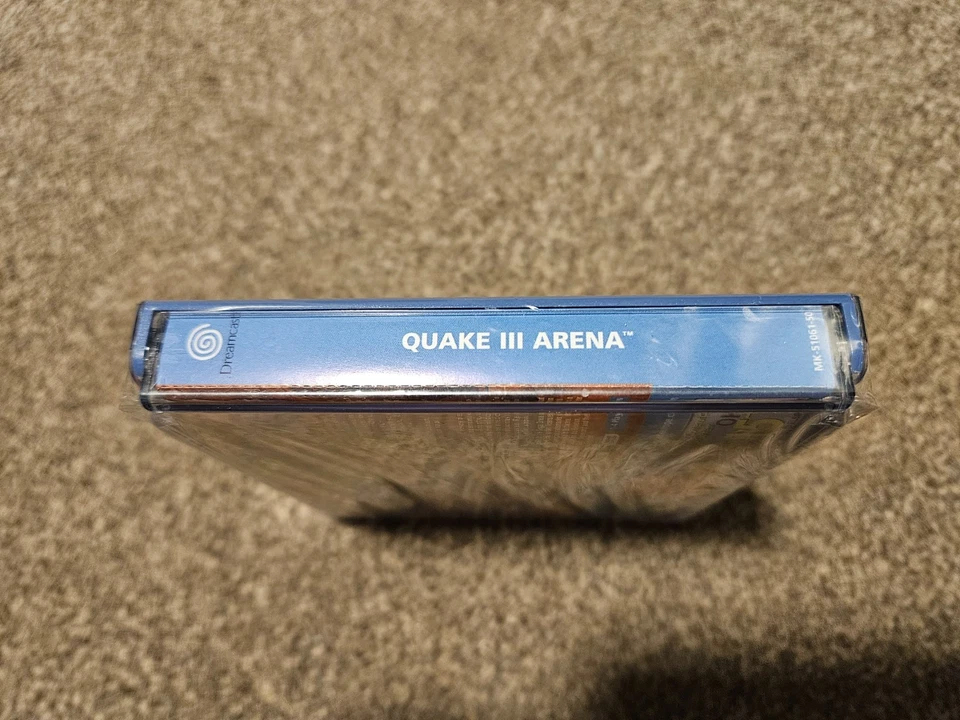 Dreamcast
QUAKE III ARENA™
MK-51061-50